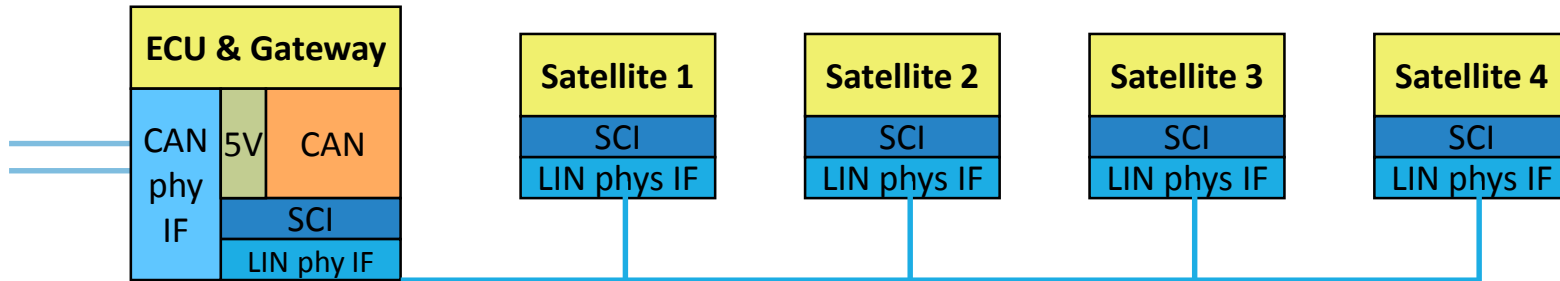 ECU & Gateway
CAN
phy
IF
5V
CAN
SCI
LIN phy IF
Satellite 1
SCI
LIN phys IF
Satellite 2
SCI
LIN phys IF
Satellite 3
SCI
LIN phys IF
Satellite 4
SCI
LIN phys IF